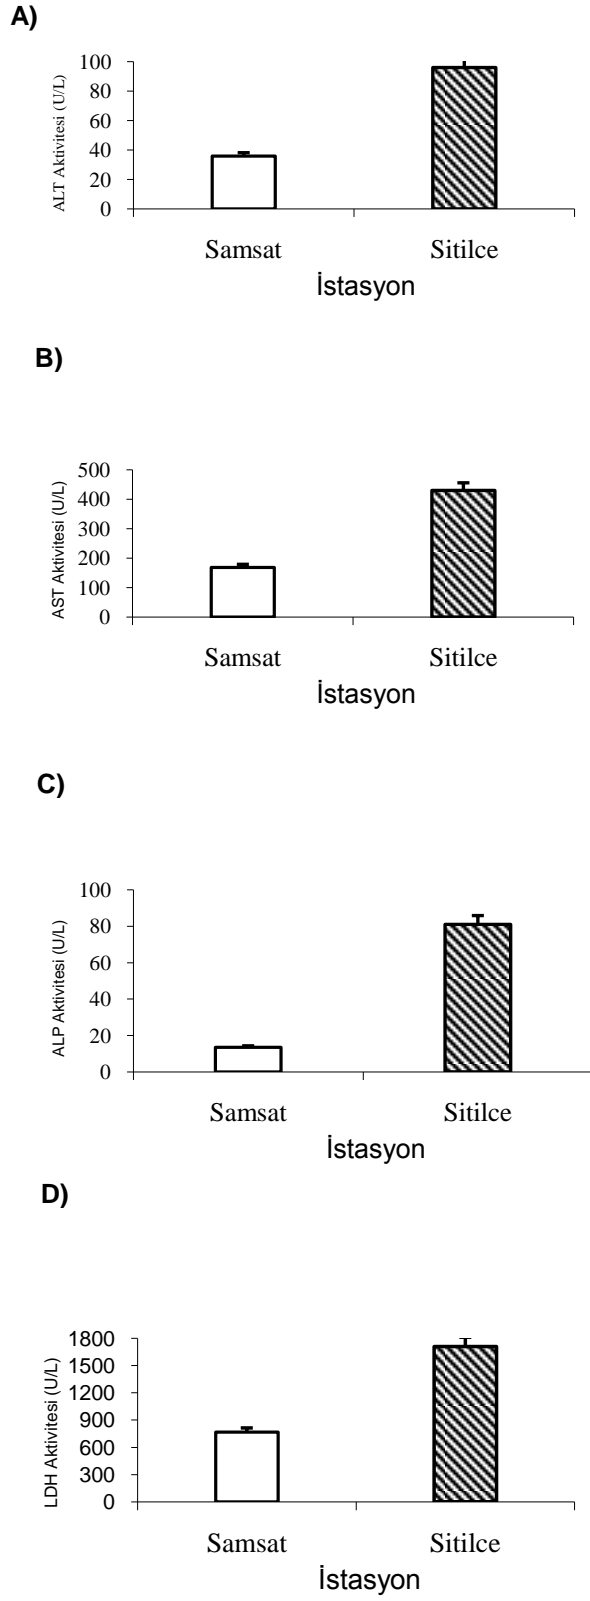 A)
ALT Aktivitesi (U/L)
100
80
60
40
20
0
Samsat Sitilce
İstasyon
B)
AST Aktivitesi (U/L)
500
400
300
200
100
0
Samsat Sitilce
İstasyon
C)
ALP Aktivitesi (U/L)
100
80
60
40
20
0
Samsat Sitilce
İstasyon
D)
LDH Aktivitesi (U/L)
1800
1500
1200
900
600
300
0
Samsat Sitilce
İstasyon